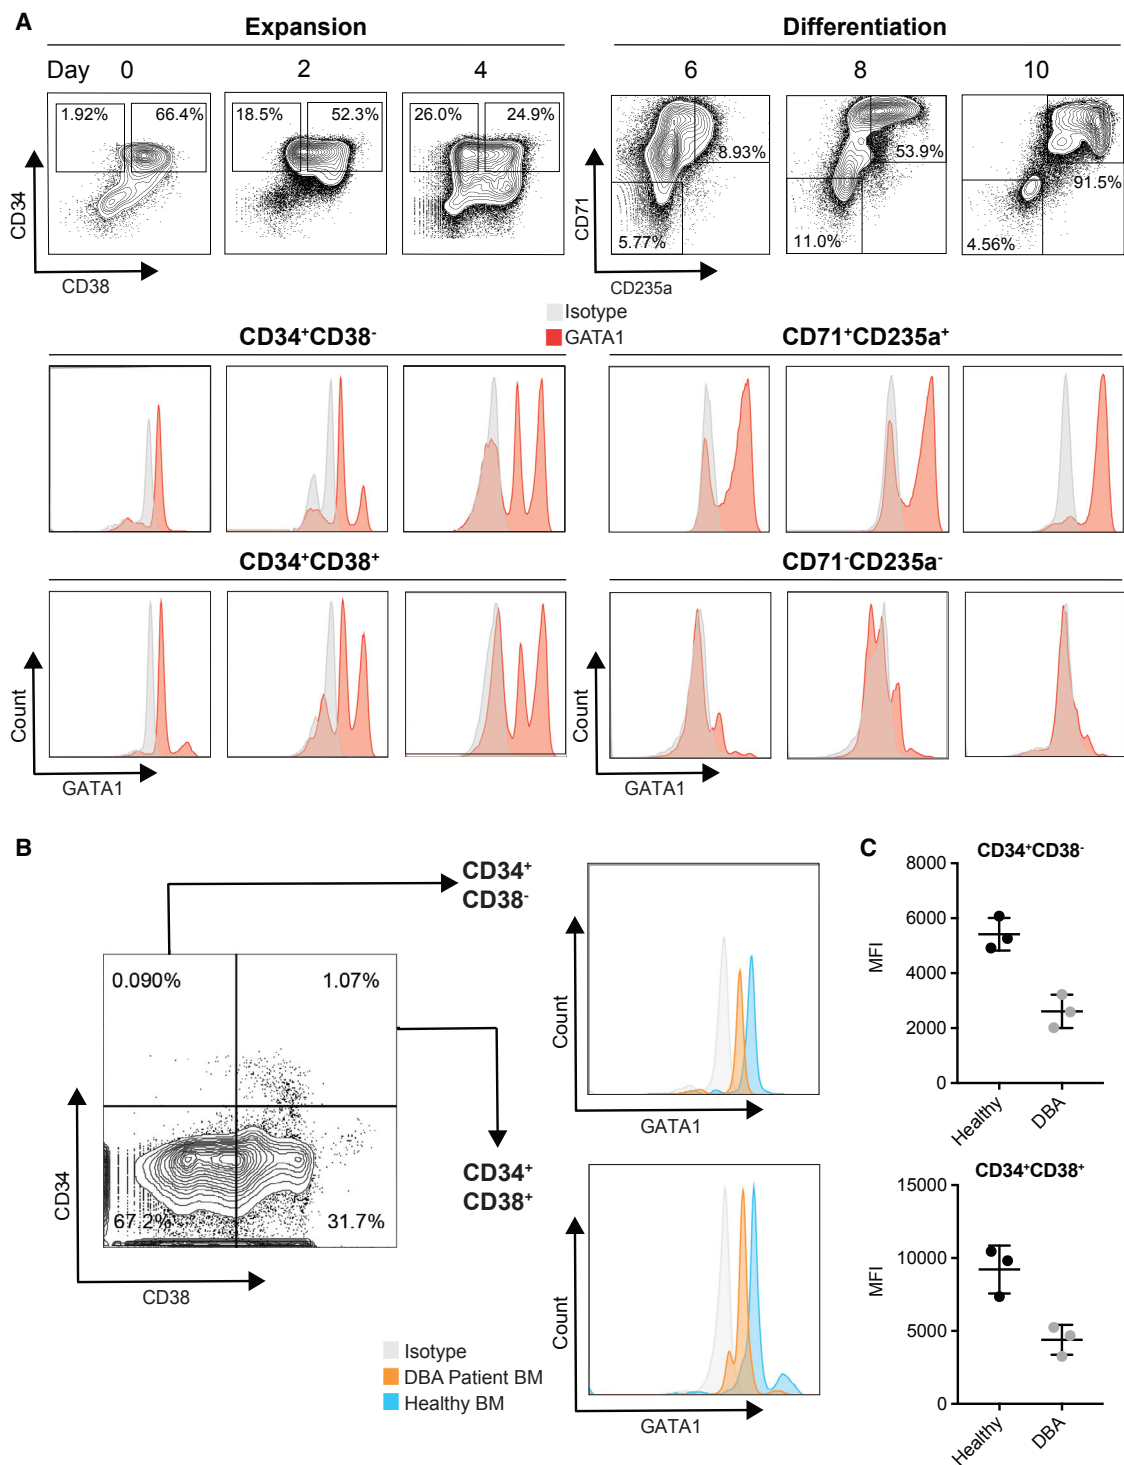 A
Expansion
Differentiation
Day 0 2 4 6 8 10
1.92% 66.4% 18.5% 52.3% 26.0% 24.9%
8.93% 53.9% 91.5%
5.77% 11.0% 4.56%
CD34
CD38
CD71
CD235a
Isotype
GATA1
CD34⁺CD38⁻
CD71⁺CD235a⁺
CD34⁺CD38⁺
CD71⁻CD235a⁻
Count
GATA1
Count
GATA1
B
CD34⁺
CD38⁻
0.090% 1.07%
67.2% 31.7%
CD34
CD38
CD34⁺
CD38⁺
Count
GATA1
Count
GATA1
Isotype
DBA Patient BM
Healthy BM
C
CD34⁺CD38⁻
8000
6000
4000
2000
0
MFI
Healthy
DBA
CD34⁺CD38⁺
15000
10000
5000
0
MFI
Healthy
DBA